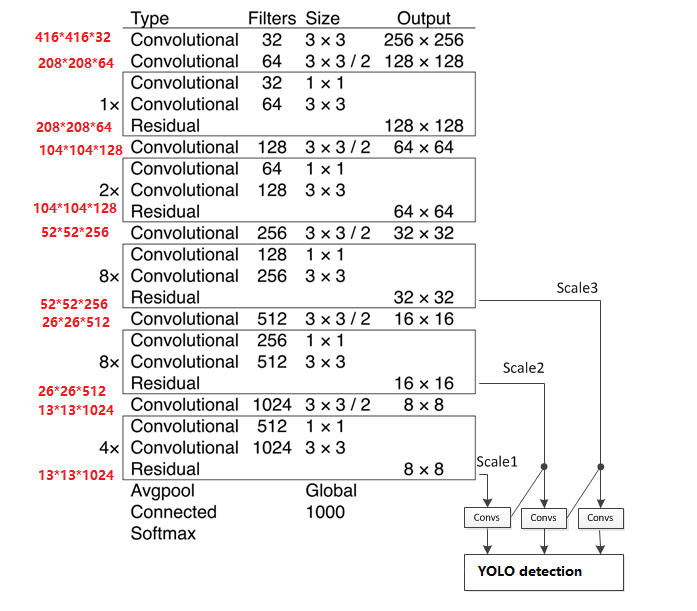 Type Filters Size Output
416*416*32 Convolutional 32 3 × 3 256 × 256
208*208*64 Convolutional 64 3 × 3 / 2 128 × 128
Convolutional 32 1 × 1
1× Convolutional 64 3 × 3
208*208*64 Residual 128 × 128
104*104*128 Convolutional 128 3 × 3 / 2 64 × 64
Convolutional 64 1 × 1
2× Convolutional 128 3 × 3
104*104*128 Residual 64 × 64
52*52*256 Convolutional 256 3 × 3 / 2 32 × 32
Convolutional 128 1 × 1
8× Convolutional 256 3 × 3
Scale3
52*52*256 Residual 32 × 32
26*26*512 Convolutional 512 3 × 3 / 2 16 × 16
Convolutional 256 1 × 1
8× Convolutional 512 3 × 3
Scale2
26*26*512 Residual 16 × 16
13*13*1024 Convolutional 1024 3 × 3 / 2 8 × 8
Convolutional 512 1 × 1
4× Convolutional 1024 3 × 3
Scale1
13*13*1024 Residual 8 × 8
Avgpool Global
Connected 1000
Softmax
Convs Convs Convs
YOLO detection